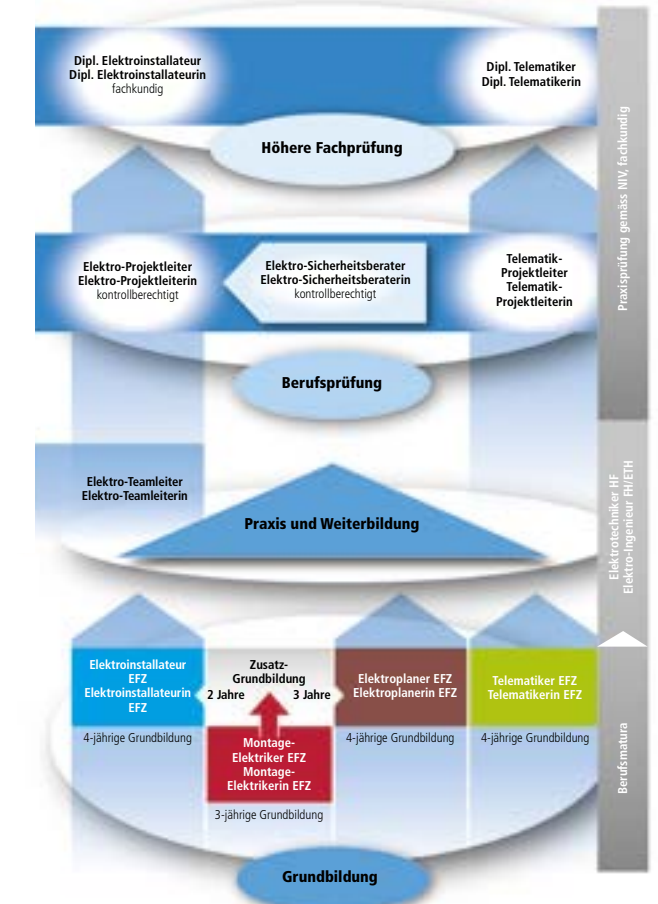 Dipl. Elektroinstallateur
Dipl. Elektroinstallateurin
fachkundig
Dipl. Telematiker
Dipl. Telematikerin
Höhere Fachprüfung
Elektro-Projektleiter
Elektro-Projektleiterin
kontrollberechtigt
Elektro-Sicherheitsberater
Elektro-Sicherheitsberaterin
kontrollberechtigt
Telematik-
Projektleiter
Telematik-
Projektleiterin
Berufsprüfung
Praxisprüfung gemäss NIV, fachkundig
Elektro-Teamleiter
Elektro-Teamleiterin
Praxis und Weiterbildung
Elektrotechniker HF
Elektro-Ingenieur FH/ETH
Elektroinstallateur
EFZ
Elektroinstallateurin
EFZ
4-jährige Grundbildung
Zusatz-
Grundbildung
2 Jahre
3 Jahre
Montage-
Elektriker EFZ
Montage-
Elektrikerin EFZ
3-jährige Grundbildung
Elektroplaner EFZ
Elektroplanerin EFZ
4-jährige Grundbildung
Telematiker EFZ
Telematikerin EFZ
4-jährige Grundbildung
Berufsmatura
Grundbildung